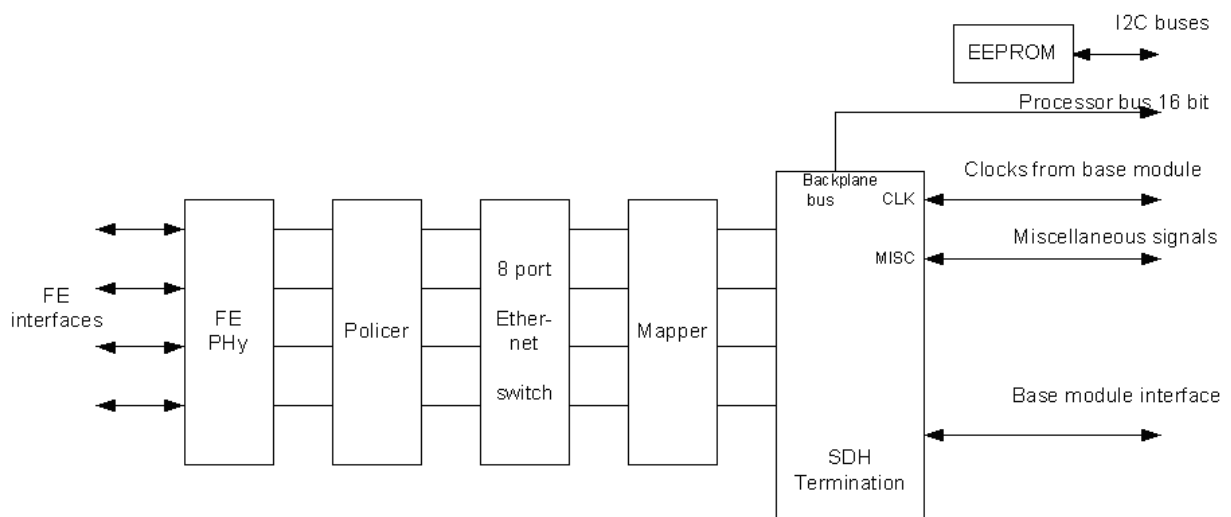 I2C buses
EEPROM
Processor bus 16 bit
Clocks from base module
Backplane
bus
CLK
Miscellaneous signals
MISC
FE
interfaces
FE
PHy
Policer
8 port
Ether-
net
switch
Mapper
Base module interface
SDH
Termination